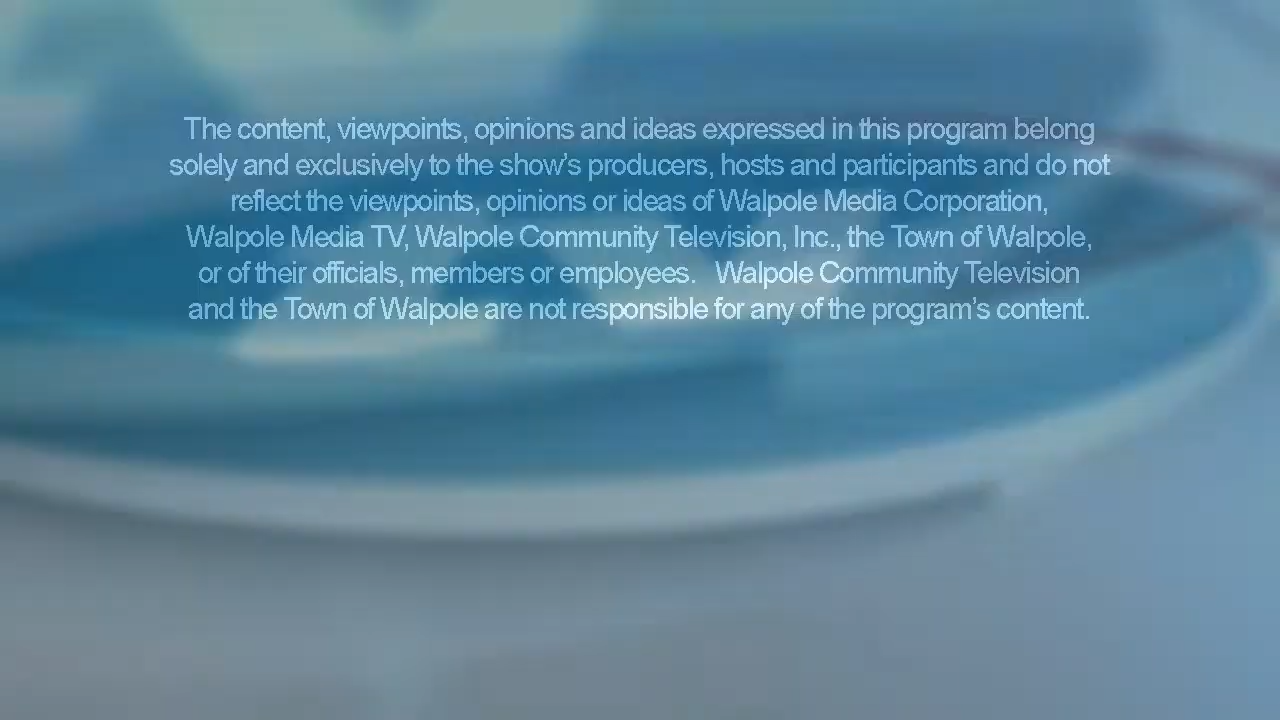 The content, viewpoints, opinions and ideas expressed in this program belong
solely and exclusively to the show's producers, hosts and participants and do not
reflect the viewpoints, opinions or ideas of Walpole Media Corporation,
Walpole Media TV, Walpole Community Television, Inc., the Town of Walpole,
or of their officials, members or employees.   Walpole Community Television
and the Town of Walpole are not responsible for any of the program's content.